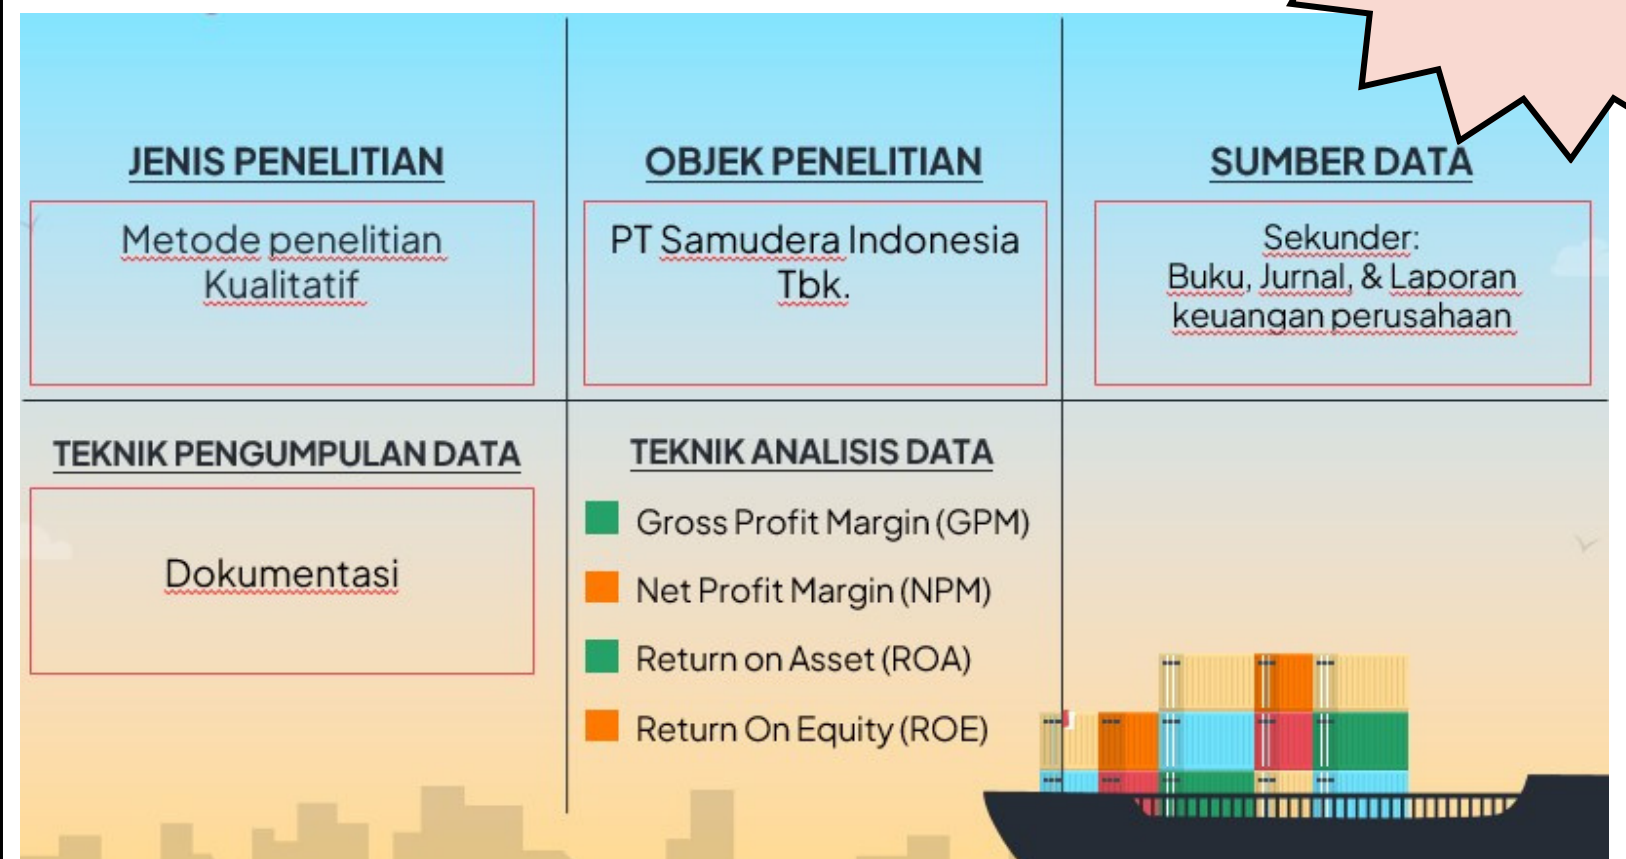 JENIS PENELITIAN
Metode penelitian
Kualitatif
OBJEK PENELITIAN
PT Samudera Indonesia
Tbk.
SUMBER DATA
Sekunder:
Buku, Jurnal, & Laporan
keuangan perusahaan
TEKNIK PENGUMPULAN DATA
Dokumentasi
TEKNIK ANALISIS DATA
Gross Profit Margin (GPM)
Net Profit Margin (NPM)
Return on Asset (ROA)
Return On Equity (ROE)